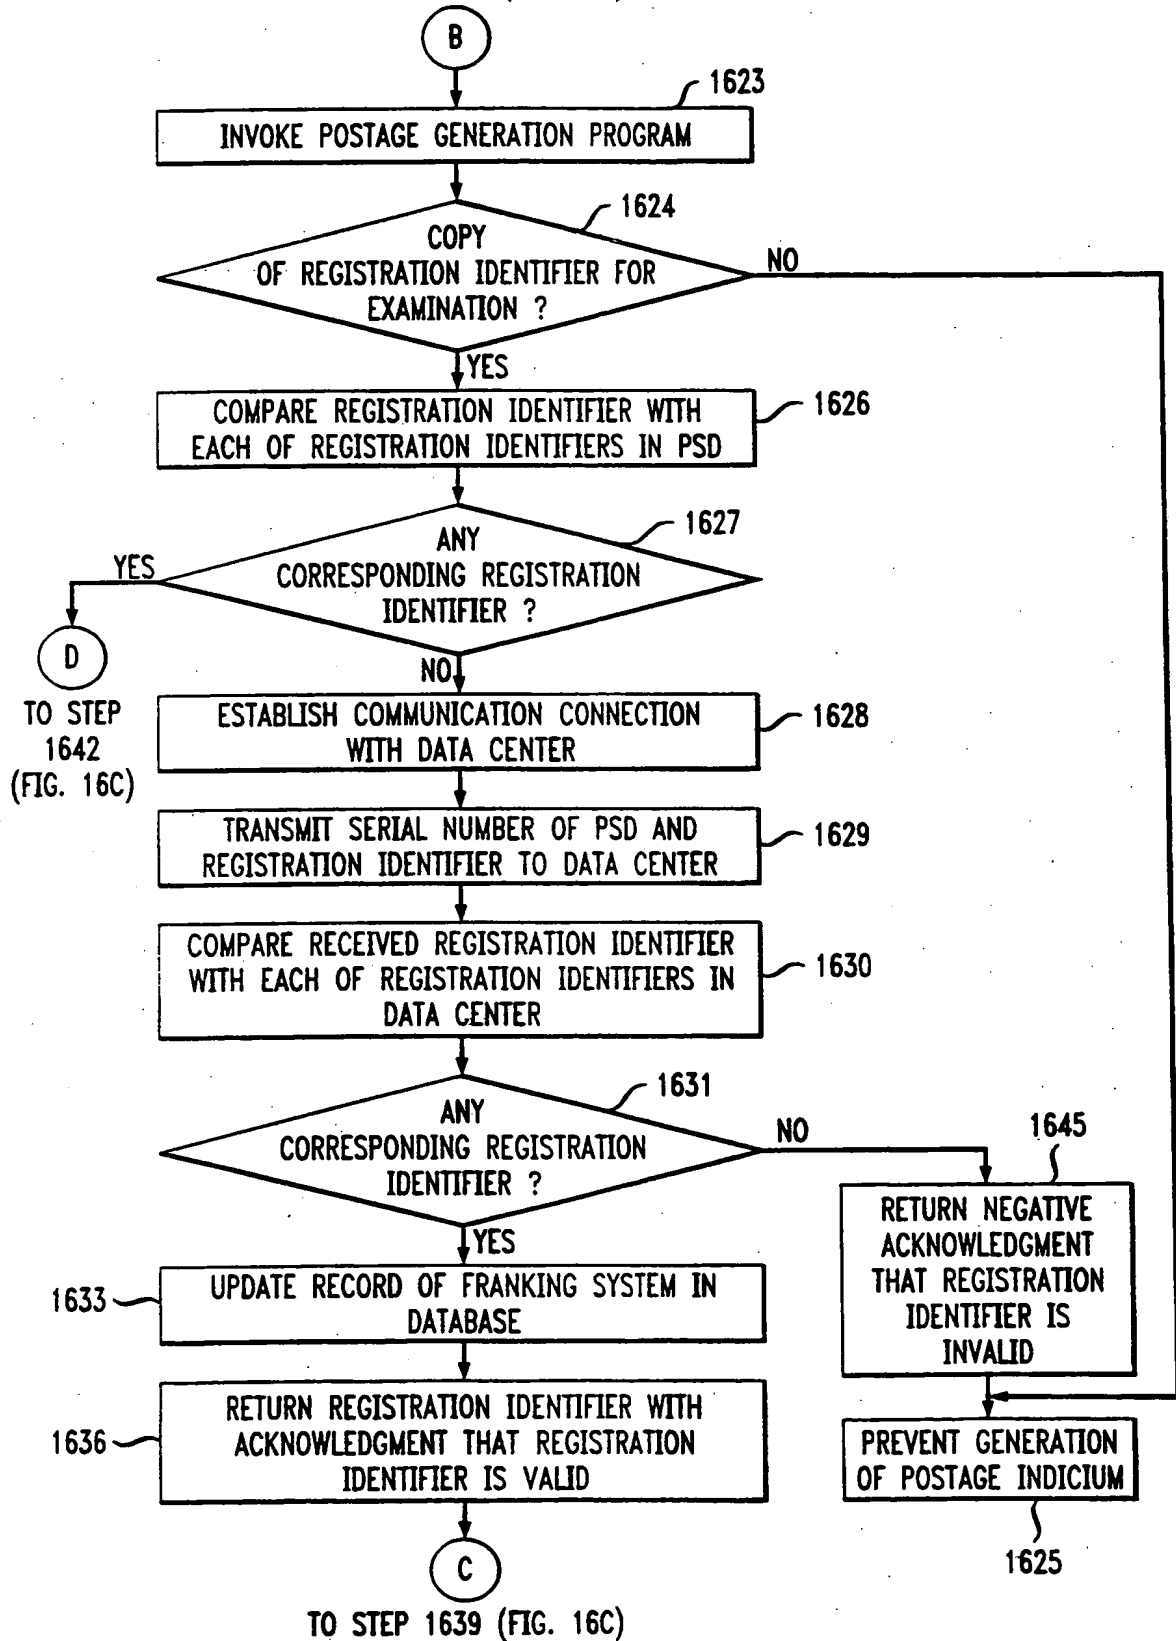 B
1623
INVOKE POSTAGE GENERATION PROGRAM
1624
COPY
OF REGISTRATION IDENTIFIER FOR
EXAMINATION ?
NO
YES
COMPARE REGISTRATION IDENTIFIER WITH
EACH OF REGISTRATION IDENTIFIERS IN PSD
1626
1627
ANY
CORRESPONDING REGISTRATION
IDENTIFIER ?
YES
D
TO STEP
1642
(FIG. 16C)
NO
ESTABLISH COMMUNICATION CONNECTION
WITH DATA CENTER
1628
TRANSMIT SERIAL NUMBER OF PSD AND
REGISTRATION IDENTIFIER TO DATA CENTER
1629
COMPARE RECEIVED REGISTRATION IDENTIFIER
WITH EACH OF REGISTRATION IDENTIFIERS IN
DATA CENTER
1630
1631
ANY
CORRESPONDING REGISTRATION
IDENTIFIER ?
NO
1645
RETURN NEGATIVE
ACKNOWLEDGMENT
THAT REGISTRATION
IDENTIFIER IS
INVALID
YES
1633
UPDATE RECORD OF FRANKING SYSTEM IN
DATABASE
1636
RETURN REGISTRATION IDENTIFIER WITH
ACKNOWLEDGMENT THAT REGISTRATION
IDENTIFIER IS VALID
PREVENT GENERATION
OF POSTAGE INDICIUM
1625
C
TO STEP 1639 (FIG. 16C)